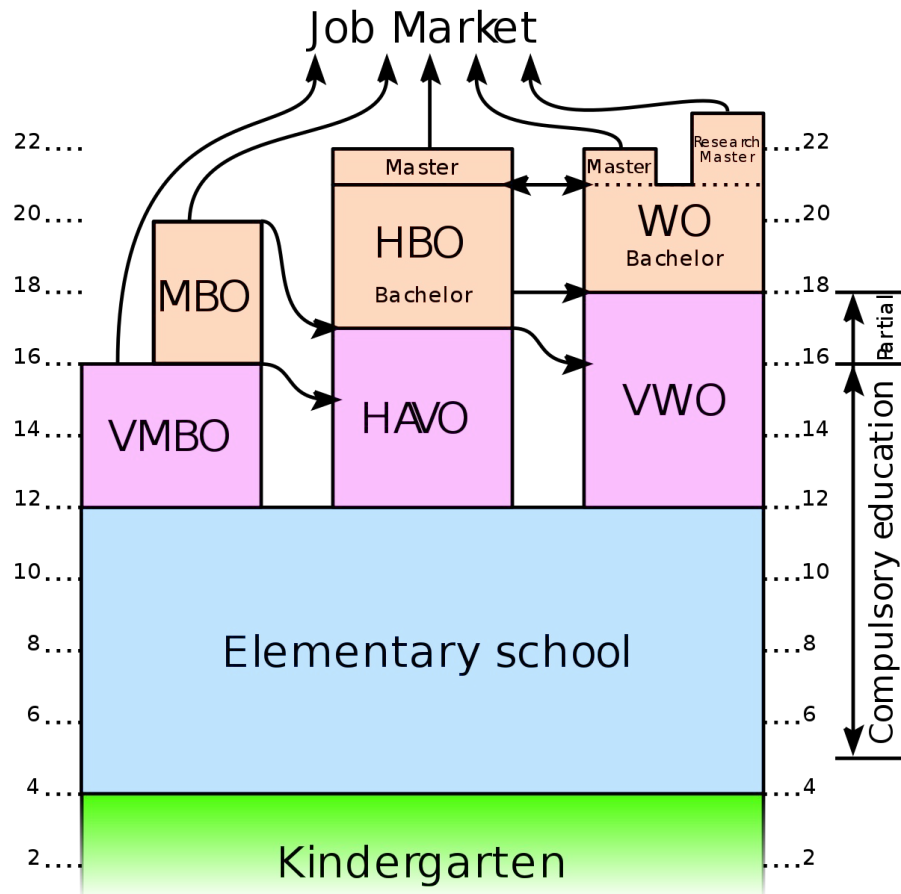 Job Market
22....
....22
Master
Master
Research
Master
20....
....20
HBO
WO
Bachelor
MBO
Bachelor
18....
....18
Partial
16....
....16
VMBO
HAVO
VWO
14....
....14
12....
....12
Compulsory education
10....
....10
Elementary school
8....
....8
6....
....6
4....
....4
Kindergarten
2....
....2